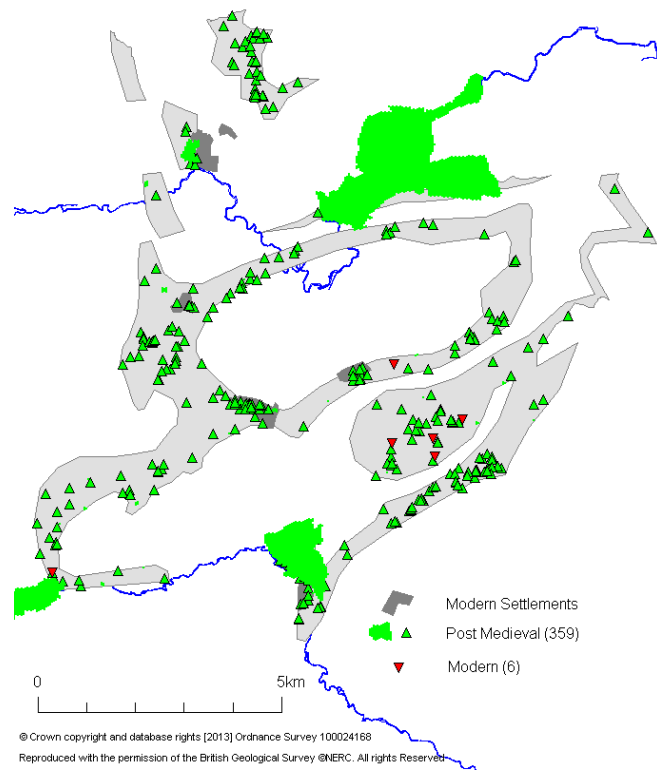 Modern Settlements
Post Medieval (359)
Modern (6)
0 5km
© Crown copyright and database rights [2013] Ordnance Survey 100024168
Reproduced with the permission of the British Geological Survey ©NERC. All rights Reserved